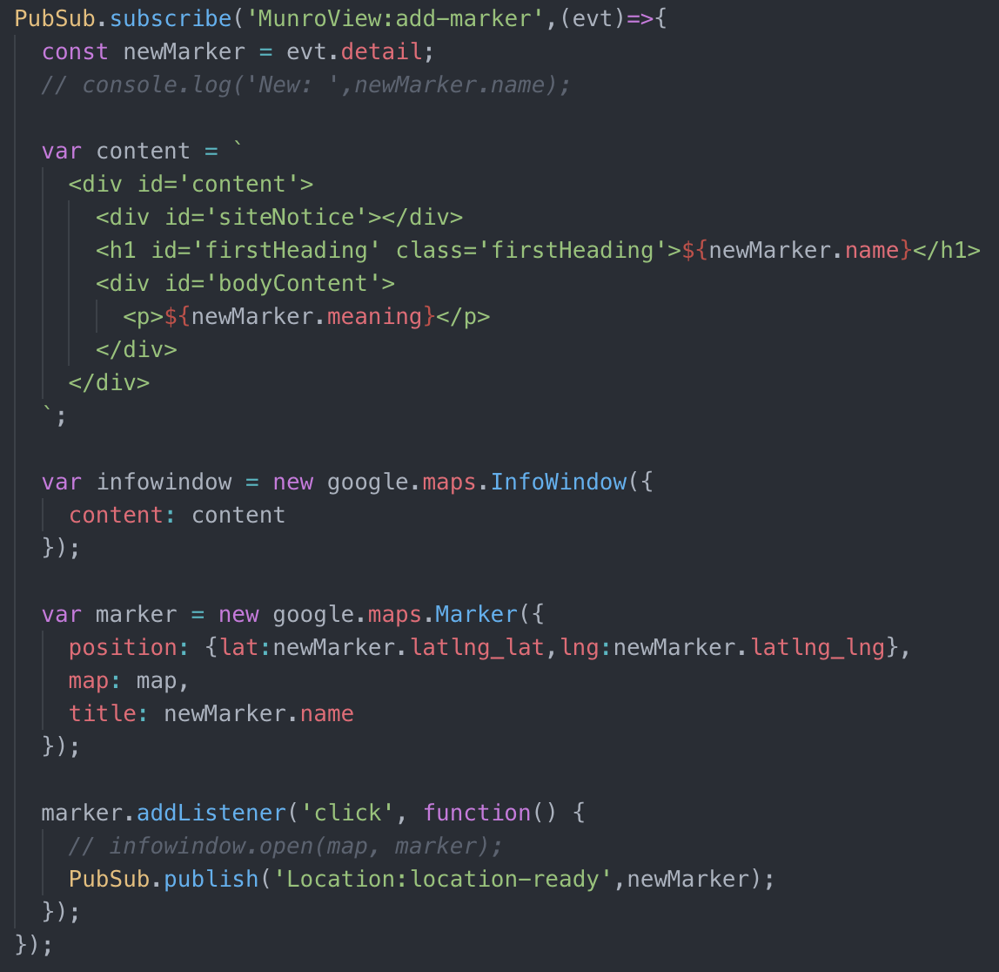 PubSub.subscribe('MunroView:add-marker',(evt)=>{
  const newMarker = evt.detail;
  // console.log('New: ',newMarker.name);

  var content = `
    <div id='content'>
      <div id='siteNotice'></div>
      <h1 id='firstHeading' class='firstHeading'>${newMarker.name}</h1>
      <div id='bodyContent'>
        <p>${newMarker.meaning}</p>
      </div>
    </div>
  `;

  var infowindow = new google.maps.InfoWindow({
    content: content
  });

  var marker = new google.maps.Marker({
    position: {lat:newMarker.latlng_lat,lng:newMarker.latlng_lng},
    map: map,
    title: newMarker.name
  });

  marker.addListener('click', function() {
    // infowindow.open(map, marker);
    PubSub.publish('Location:location-ready',newMarker);
  });
});